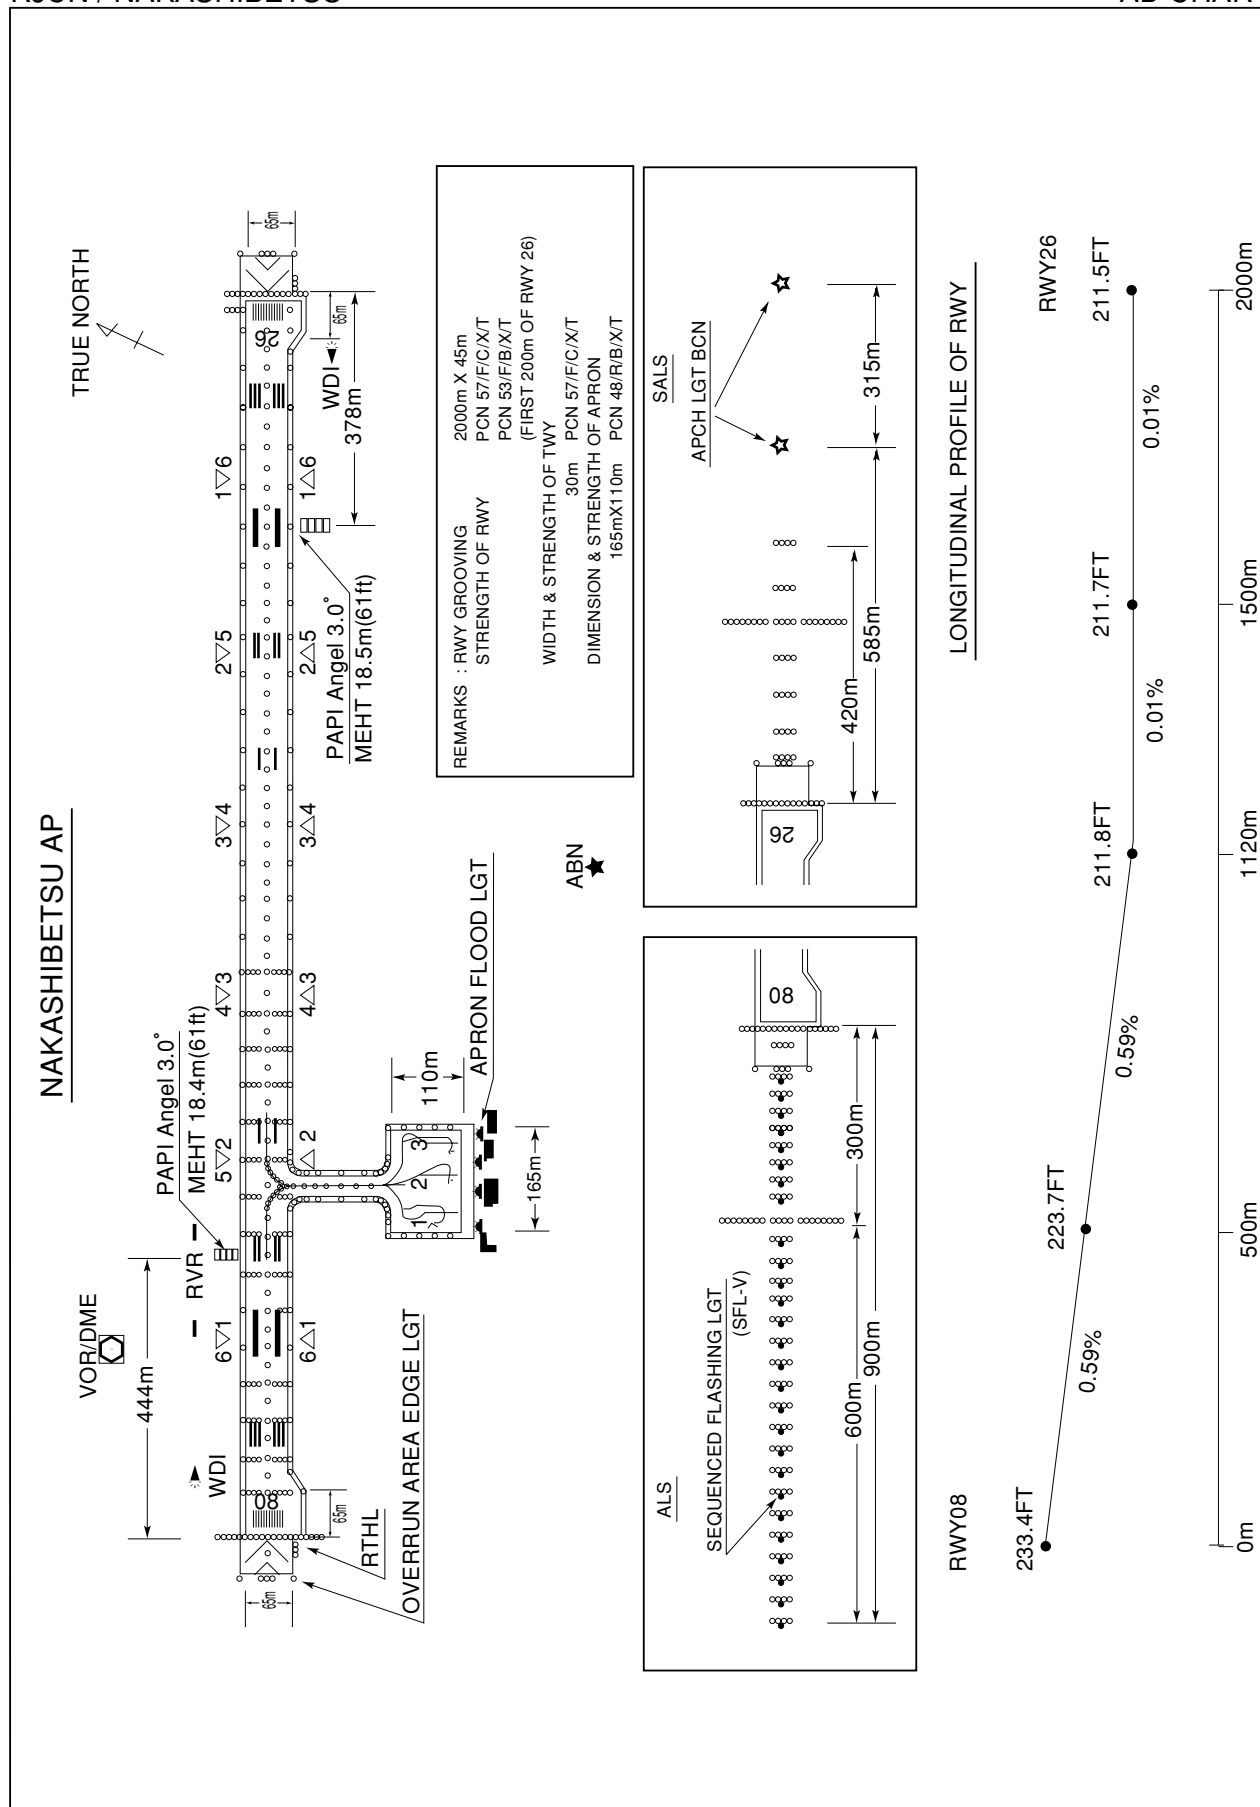 RJCN / NAKASHIBETSU
NAKASHIBETSU AP
TRUE NORTH
VOR/DME
444m
WDI
RVR
PAPI Angel 3.0°
MEHT 18.4m(61ft)
6 1
5 2
4 3
3 4
2 5
1 6
08
26
6 1
2
4 3
3 4
2 5
1 6
65m
65m
65m
65m
WDI
378m
PAPI Angel 3.0°
MEHT 18.5m(61ft)
RTHL
OVERRUN AREA EDGE LGT
1
2
3
110m
165m
APRON FLOOD LGT
ABN
REMARKS : RWY GROOVING 2000m X 45m
STRENGTH OF RWY PCN 57/F/C/X/T
PCN 53/F/B/X/T
(FIRST 200m OF RWY 26)
WIDTH & STRENGTH OF TWY
30m PCN 57/F/C/X/T
DIMENSION & STRENGTH OF APRON
165mX110m PCN 48/R/B/X/T
ALS
SEQUENCED FLASHING LGT
(SFL-V)
08
600m
300m
900m
SALS
APCH LGT BCN
26
420m
585m
315m
LONGITUDINAL PROFILE OF RWY
RWY08
RWY26
233.4FT
223.7FT
211.8FT
211.7FT
211.5FT
0.59%
0.59%
0.01%
0.01%
0m
500m
1120m
1500m
2000m